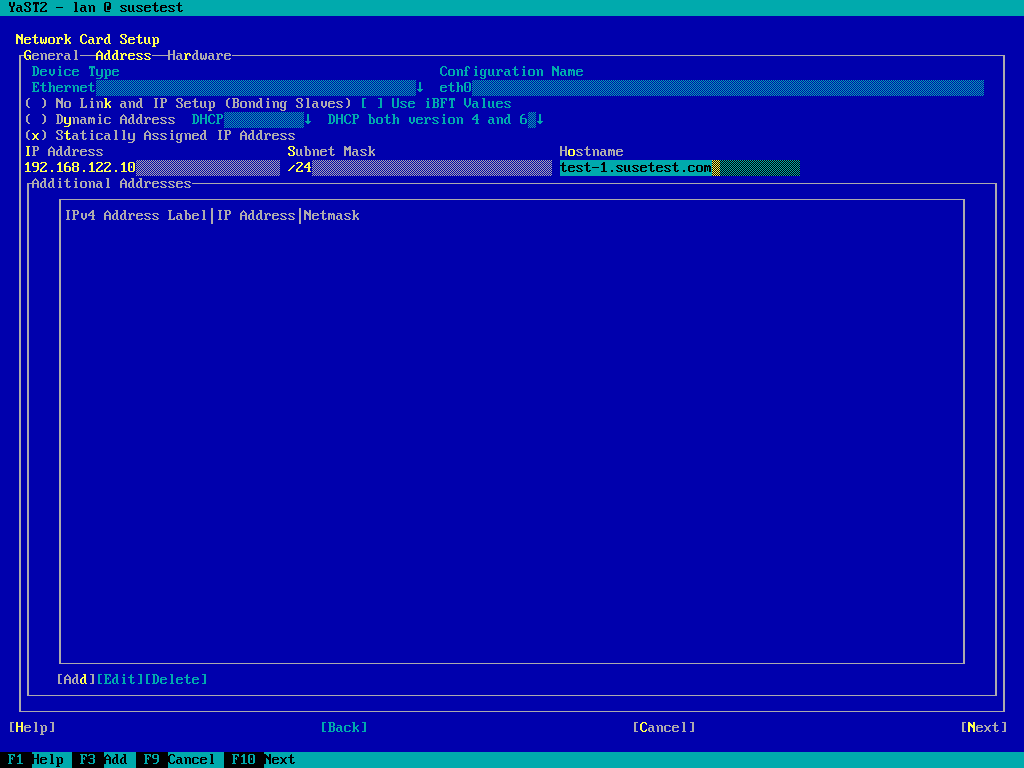 YaST2 - lan @ susetest
Network Card Setup
General Address Hardware
Device Type Configuration Name
Ethernet ↓ eth0
( ) No Link and IP Setup (Bonding Slaves) [ ] Use iBFT Values
( ) Dynamic Address DHCP ↓ DHCP both version 4 and 6 ↓
(x) Statically Assigned IP Address
IP Address Subnet Mask Hostname
192.168.122.10 /24 test-1.susetest.com
Additional Addresses
IPv4 Address Label|IP Address|Netmask
[Add][Edit][Delete]
[Help] [Back] [Cancel] [Next]
F1 Help F3 Add F9 Cancel F10 Next